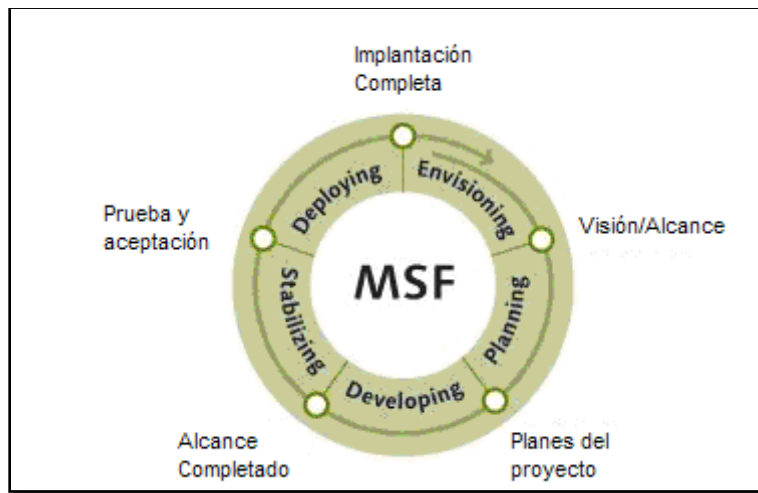 Implantación
Completa
Envisioning
Visión/Alcance
Planning
Planes del
proyecto
Developing
Alcance
Completado
Stabilizing
Prueba y
aceptación
Deploying
MSF